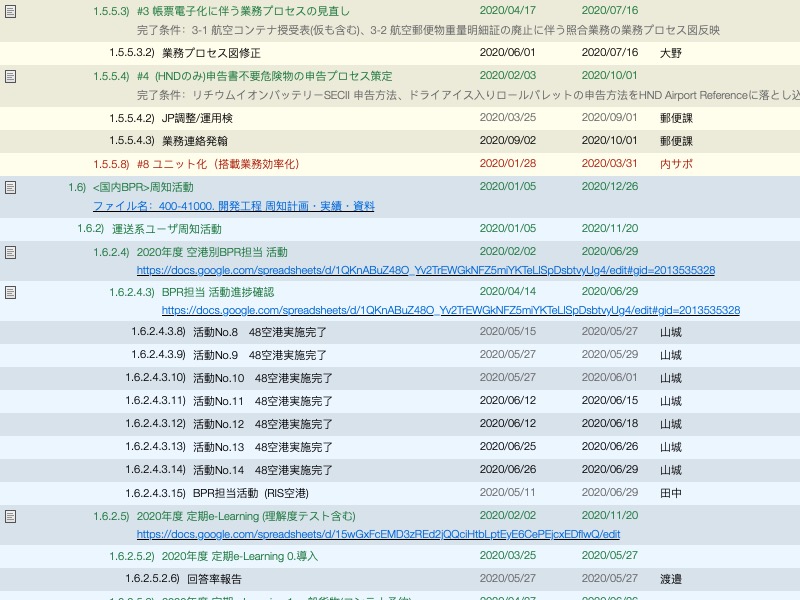 1.5.5.3) #3 帳票電子化に伴う業務プロセスの見直し 2020/04/17 2020/07/16
完了条件：3-1 航空コンテナ授受表(仮も含む)、3-2 航空郵便物重量明細証の廃止に伴う照合業務の業務プロセス図反映
1.5.5.3.2) 業務プロセス図修正 2020/06/01 2020/07/16 大野
1.5.5.4) #4 (HNDのみ)申告書不要危険物の申告プロセス策定 2020/02/03 2020/10/01
完了条件：リチウムイオンバッテリーSECII 申告方法、ドライアイス入りロールパレットの申告方法をHND Airport Referenceに落とし込
1.5.5.4.2) JP調整/運用検 2020/03/25 2020/09/01 郵便課
1.5.5.4.3) 業務連絡発翰 2020/09/02 2020/10/01 郵便課
1.5.5.8) #8 ユニット化（搭載業務効率化） 2020/01/28 2020/03/31 内サポ
1.6) <国内BPR>周知活動 2020/01/05 2020/12/26
ファイル名：400-41000. 開発工程 周知計画・実績・資料
1.6.2) 運送系ユーザ周知活動 2020/01/05 2020/11/20
1.6.2.4) 2020年度 空港別BPR担当 活動 2020/02/02 2020/06/29
https://docs.google.com/spreadsheets/d/1QKnABuZ48O_Yv2TrEWGkNFZ5miYKTeLlSpDsbtvyUg4/edit#gid=2013535328
1.6.2.4.3) BPR担当 活動進捗確認 2020/04/14 2020/06/29
https://docs.google.com/spreadsheets/d/1QKnABuZ48O_Yv2TrEWGkNFZ5miYKTeLlSpDsbtvyUg4/edit#gid=2013535328
1.6.2.4.3.8) 活動No.8　48空港実施完了 2020/05/15 2020/05/27 山城
1.6.2.4.3.9) 活動No.9　48空港実施完了 2020/05/27 2020/05/29 山城
1.6.2.4.3.10) 活動No.10　48空港実施完了 2020/05/27 2020/06/01 山城
1.6.2.4.3.11) 活動No.11　48空港実施完了 2020/06/12 2020/06/15 山城
1.6.2.4.3.12) 活動No.12　48空港実施完了 2020/06/12 2020/06/18 山城
1.6.2.4.3.13) 活動No.13　48空港実施完了 2020/06/25 2020/06/26 山城
1.6.2.4.3.14) 活動No.14　48空港実施完了 2020/06/26 2020/06/29 山城
1.6.2.4.3.15) BPR担当活動 (RIS空港) 2020/05/11 2020/06/29 田中
1.6.2.5) 2020年度 定期e-Learning (理解度テスト含む) 2020/02/02 2020/11/20
https://docs.google.com/spreadsheets/d/15wGxFcEMD3zREd2jQQciHtbLptEyE6CePEjcxEDflwQ/edit
1.6.2.5.2) 2020年度 定期e-Learning 0.導入 2020/03/25 2020/05/27
1.6.2.5.2.6) 回答率報告 2020/05/27 2020/05/27 渡邉